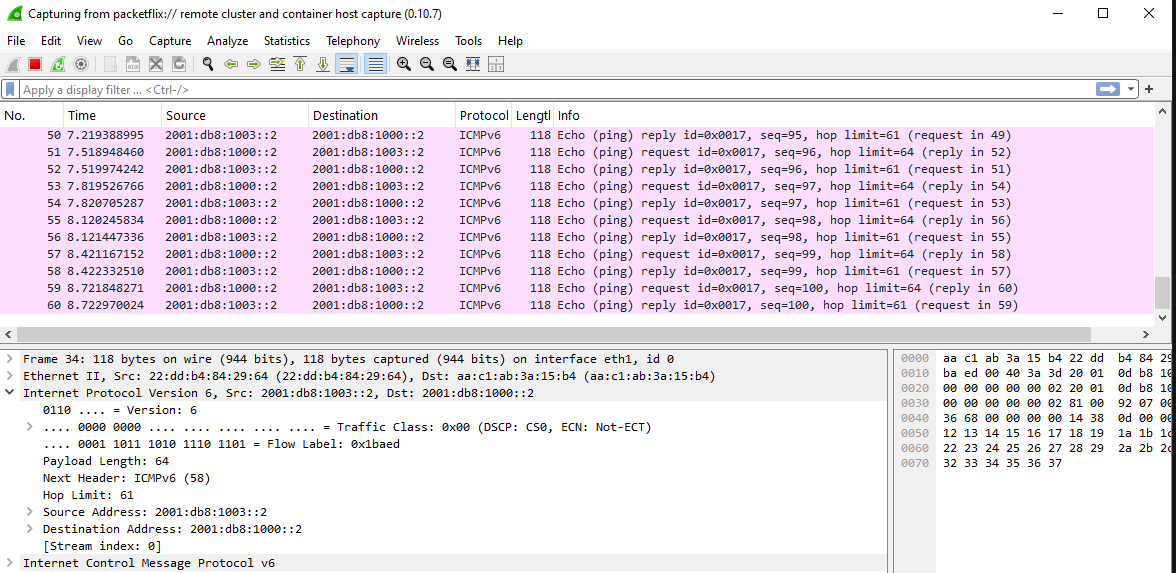 Capturing from packetflix:// remote cluster and container host capture (0.10.7)
File Edit View Go Capture Analyze Statistics Telephony Wireless Tools Help
Apply a display filter ... <Ctrl-/>
No. Time Source Destination Protocol Lengtl Info
50 7.219388995 2001:db8:1003::2 2001:db8:1000::2 ICMPv6 118 Echo (ping) reply id=0x0017, seq=95, hop limit=61 (request in 49)
51 7.518948460 2001:db8:1000::2 2001:db8:1003::2 ICMPv6 118 Echo (ping) request id=0x0017, seq=96, hop limit=64 (reply in 52)
52 7.519974242 2001:db8:1003::2 2001:db8:1000::2 ICMPv6 118 Echo (ping) reply id=0x0017, seq=96, hop limit=61 (request in 51)
53 7.819526766 2001:db8:1000::2 2001:db8:1003::2 ICMPv6 118 Echo (ping) request id=0x0017, seq=97, hop limit=64 (reply in 54)
54 7.820705287 2001:db8:1003::2 2001:db8:1000::2 ICMPv6 118 Echo (ping) reply id=0x0017, seq=97, hop limit=61 (request in 53)
55 8.120245834 2001:db8:1000::2 2001:db8:1003::2 ICMPv6 118 Echo (ping) request id=0x0017, seq=98, hop limit=64 (reply in 56)
56 8.121447336 2001:db8:1003::2 2001:db8:1000::2 ICMPv6 118 Echo (ping) reply id=0x0017, seq=98, hop limit=61 (request in 55)
57 8.421167152 2001:db8:1000::2 2001:db8:1003::2 ICMPv6 118 Echo (ping) request id=0x0017, seq=99, hop limit=64 (reply in 58)
58 8.422332510 2001:db8:1003::2 2001:db8:1000::2 ICMPv6 118 Echo (ping) reply id=0x0017, seq=99, hop limit=61 (request in 57)
59 8.721848271 2001:db8:1000::2 2001:db8:1003::2 ICMPv6 118 Echo (ping) request id=0x0017, seq=100, hop limit=64 (reply in 60)
60 8.722970024 2001:db8:1003::2 2001:db8:1000::2 ICMPv6 118 Echo (ping) reply id=0x0017, seq=100, hop limit=61 (request in 59)
Frame 34: 118 bytes on wire (944 bits), 118 bytes captured (944 bits) on interface eth1, id 0
Ethernet II, Src: 22:dd:b4:84:29:64 (22:dd:b4:84:29:64), Dst: aa:c1:ab:3a:15:b4 (aa:c1:ab:3a:15:b4)
Internet Protocol Version 6, Src: 2001:db8:1003::2, Dst: 2001:db8:1000::2
0110 .... = Version: 6
.... 0000 0000 .... .... .... .... .... = Traffic Class: 0x00 (DSCP: CS0, ECN: Not-ECT)
.... 0001 1011 1010 1110 1101 = Flow Label: 0x1baed
Payload Length: 64
Next Header: ICMPv6 (58)
Hop Limit: 61
Source Address: 2001:db8:1003::2
Destination Address: 2001:db8:1000::2
[Stream index: 0]
Internet Control Message Protocol v6
0000 aa c1 ab 3a 15 b4 22 dd b4 84 29
0010 ba ed 00 40 3a 3d 20 01 0d b8 10
0020 00 00 00 00 00 02 20 01 0d b8 10
0030 00 00 00 00 00 02 81 00 92 07 00
0040 36 68 00 00 00 00 14 38 0d 00 00
0050 12 13 14 15 16 17 18 19 1a 1b
0060 22 23 24 25 26 27 28 29 2a 2b
0070 32 33 34 35 36 37